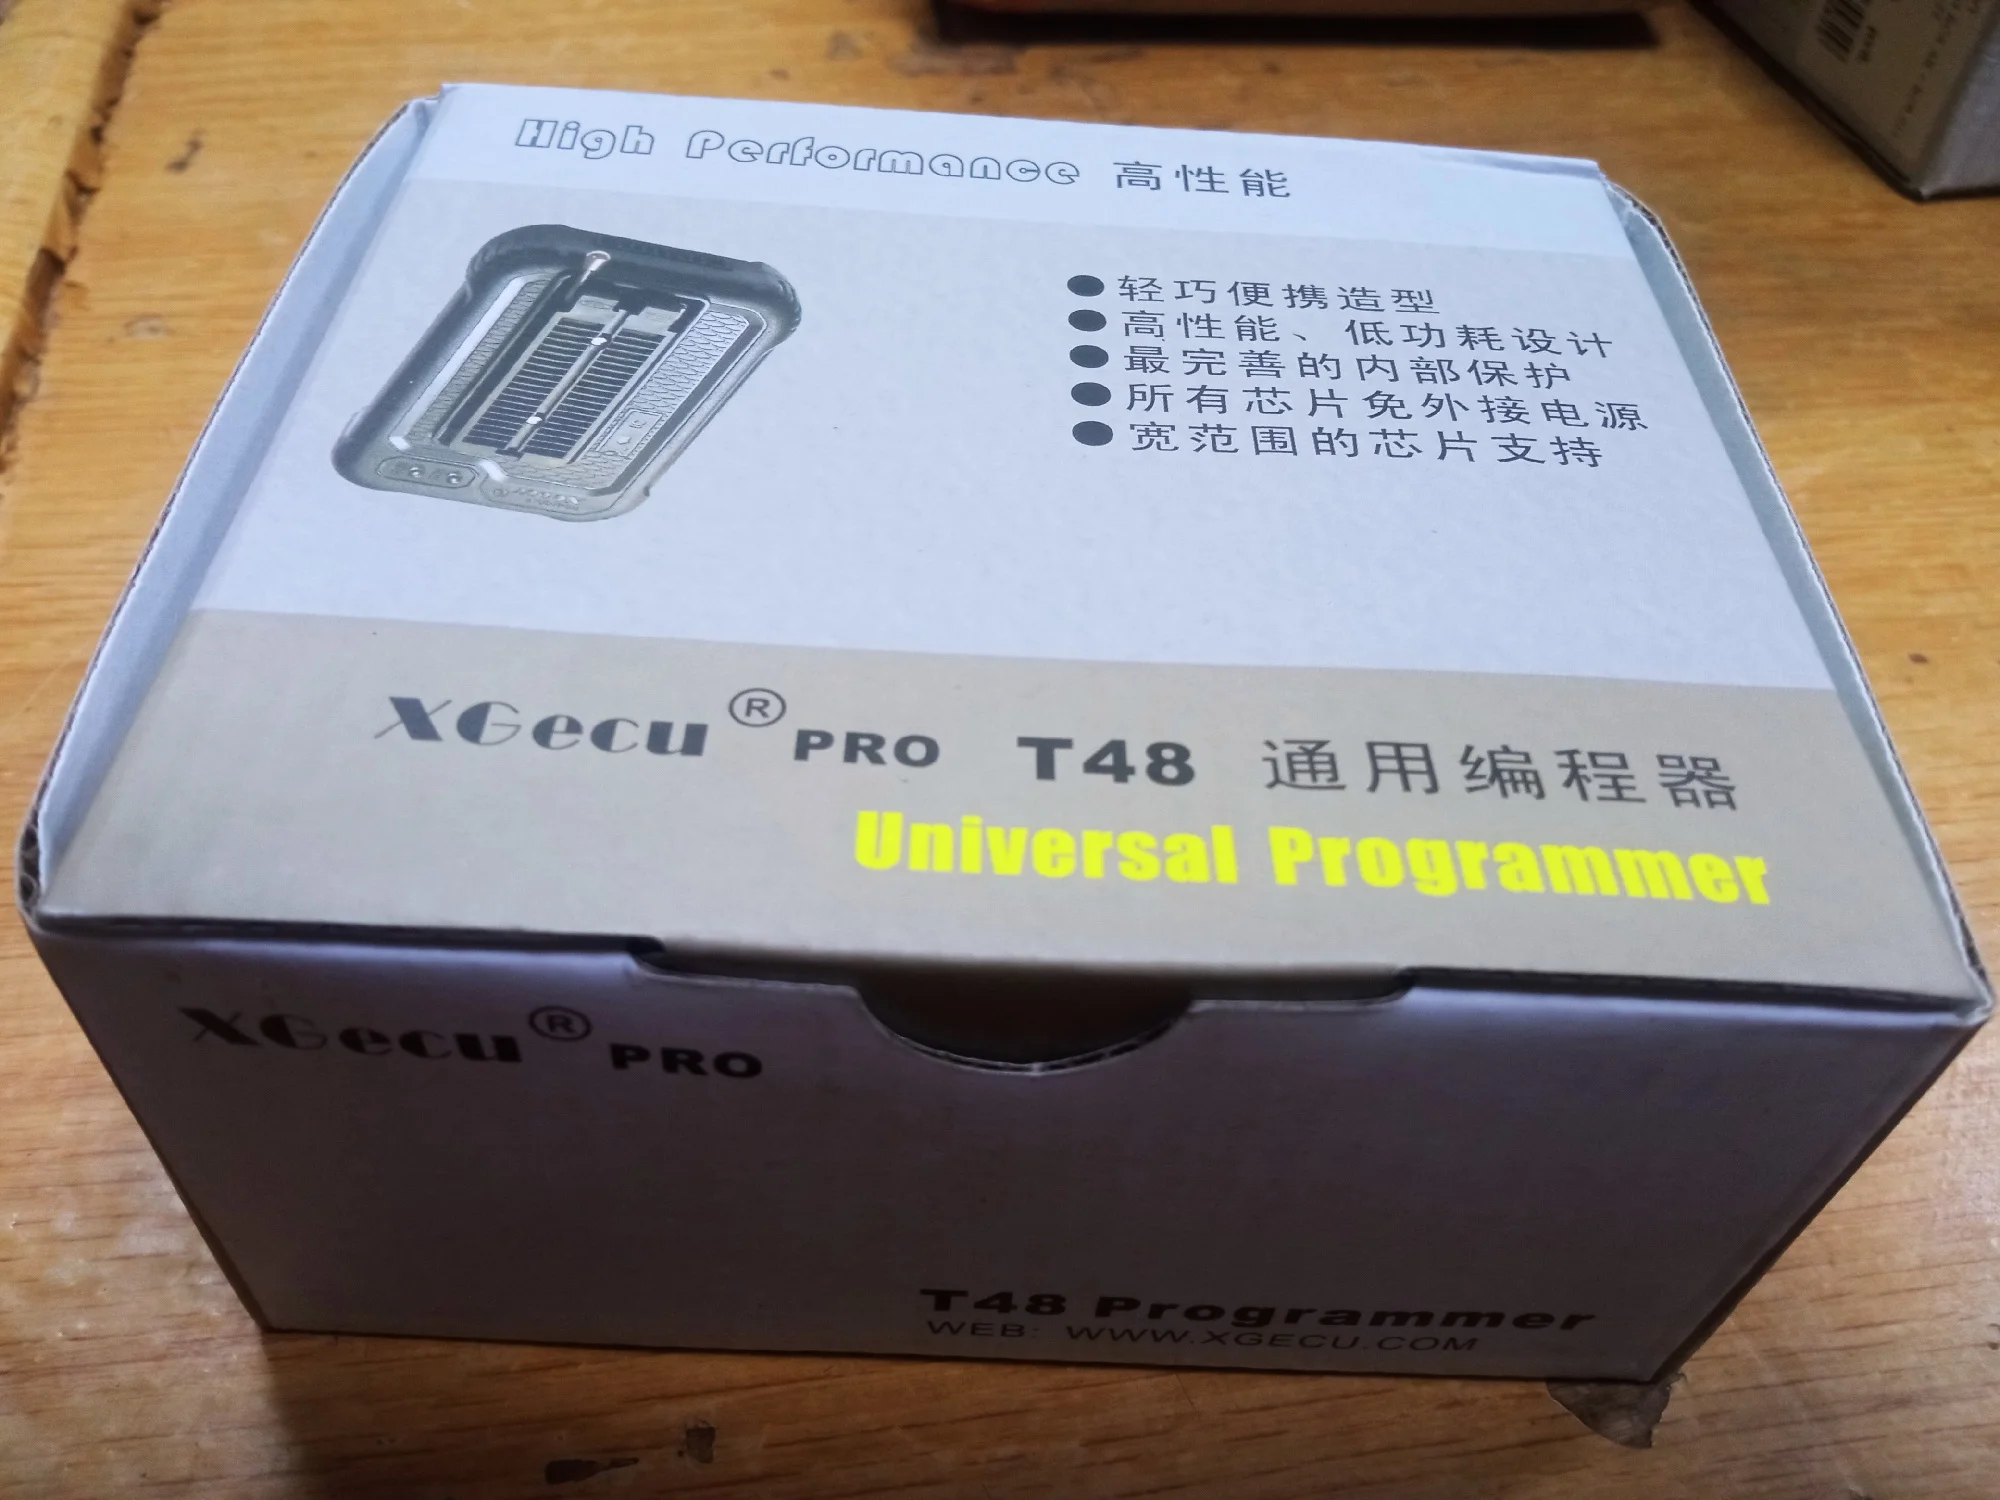 High Performance 高性能
● 轻巧便携造型
● 高性能、低功耗设计
● 最完善的内部保护
● 所有芯片免外接电源
● 宽范围的芯片支持
XGecu® PRO T48 通用编程器
Universal Programmer
XGecu® PRO
T48 Programmer
WEB: WWW.XGECU.COM